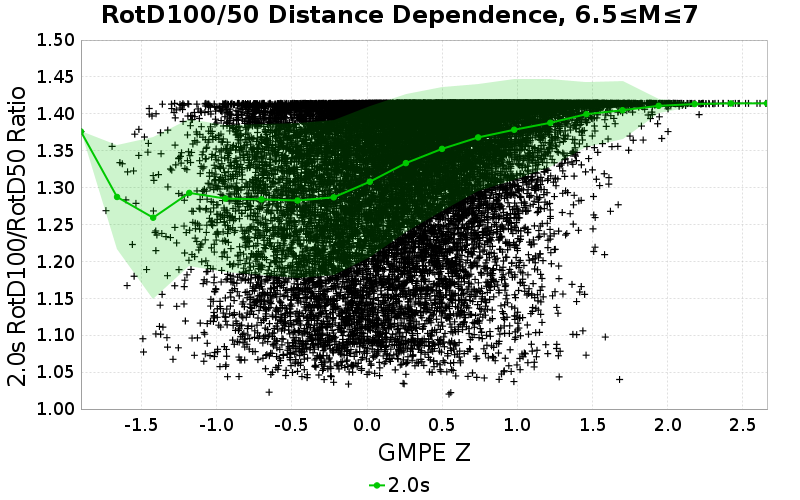 RotD100/50 Distance Dependence, 6.5≤M≤7
2.0s RotD100/RotD50 Ratio
1.50
1.45
1.40
1.35
1.30
1.25
1.20
1.15
1.10
1.05
1.00
-1.5 -1.0 -0.5 0.0 0.5 1.0 1.5 2.0 2.5
GMPE Z
2.0s